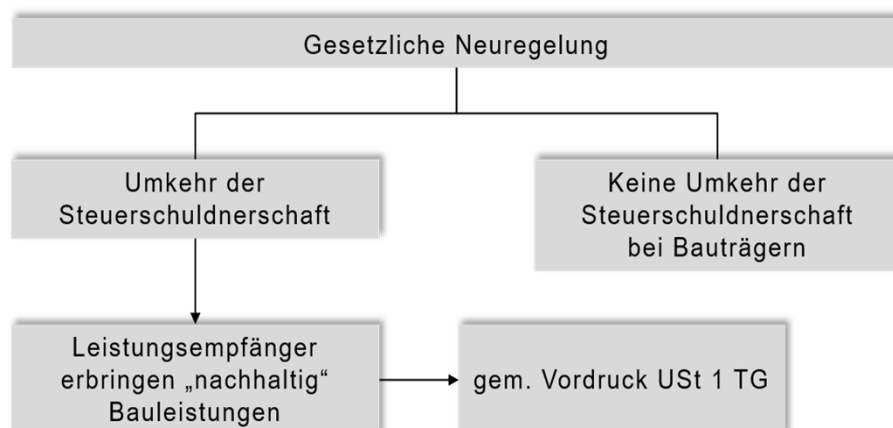 Gesetzliche Neuregelung
Umkehr der
Steuerschuldnerschaft
Keine Umkehr der
Steuerschuldnerschaft
bei Bauträgern
Leistungsempfänger
erbringen „nachhaltig“
Bauleistungen
gem. Vordruck USt 1 TG